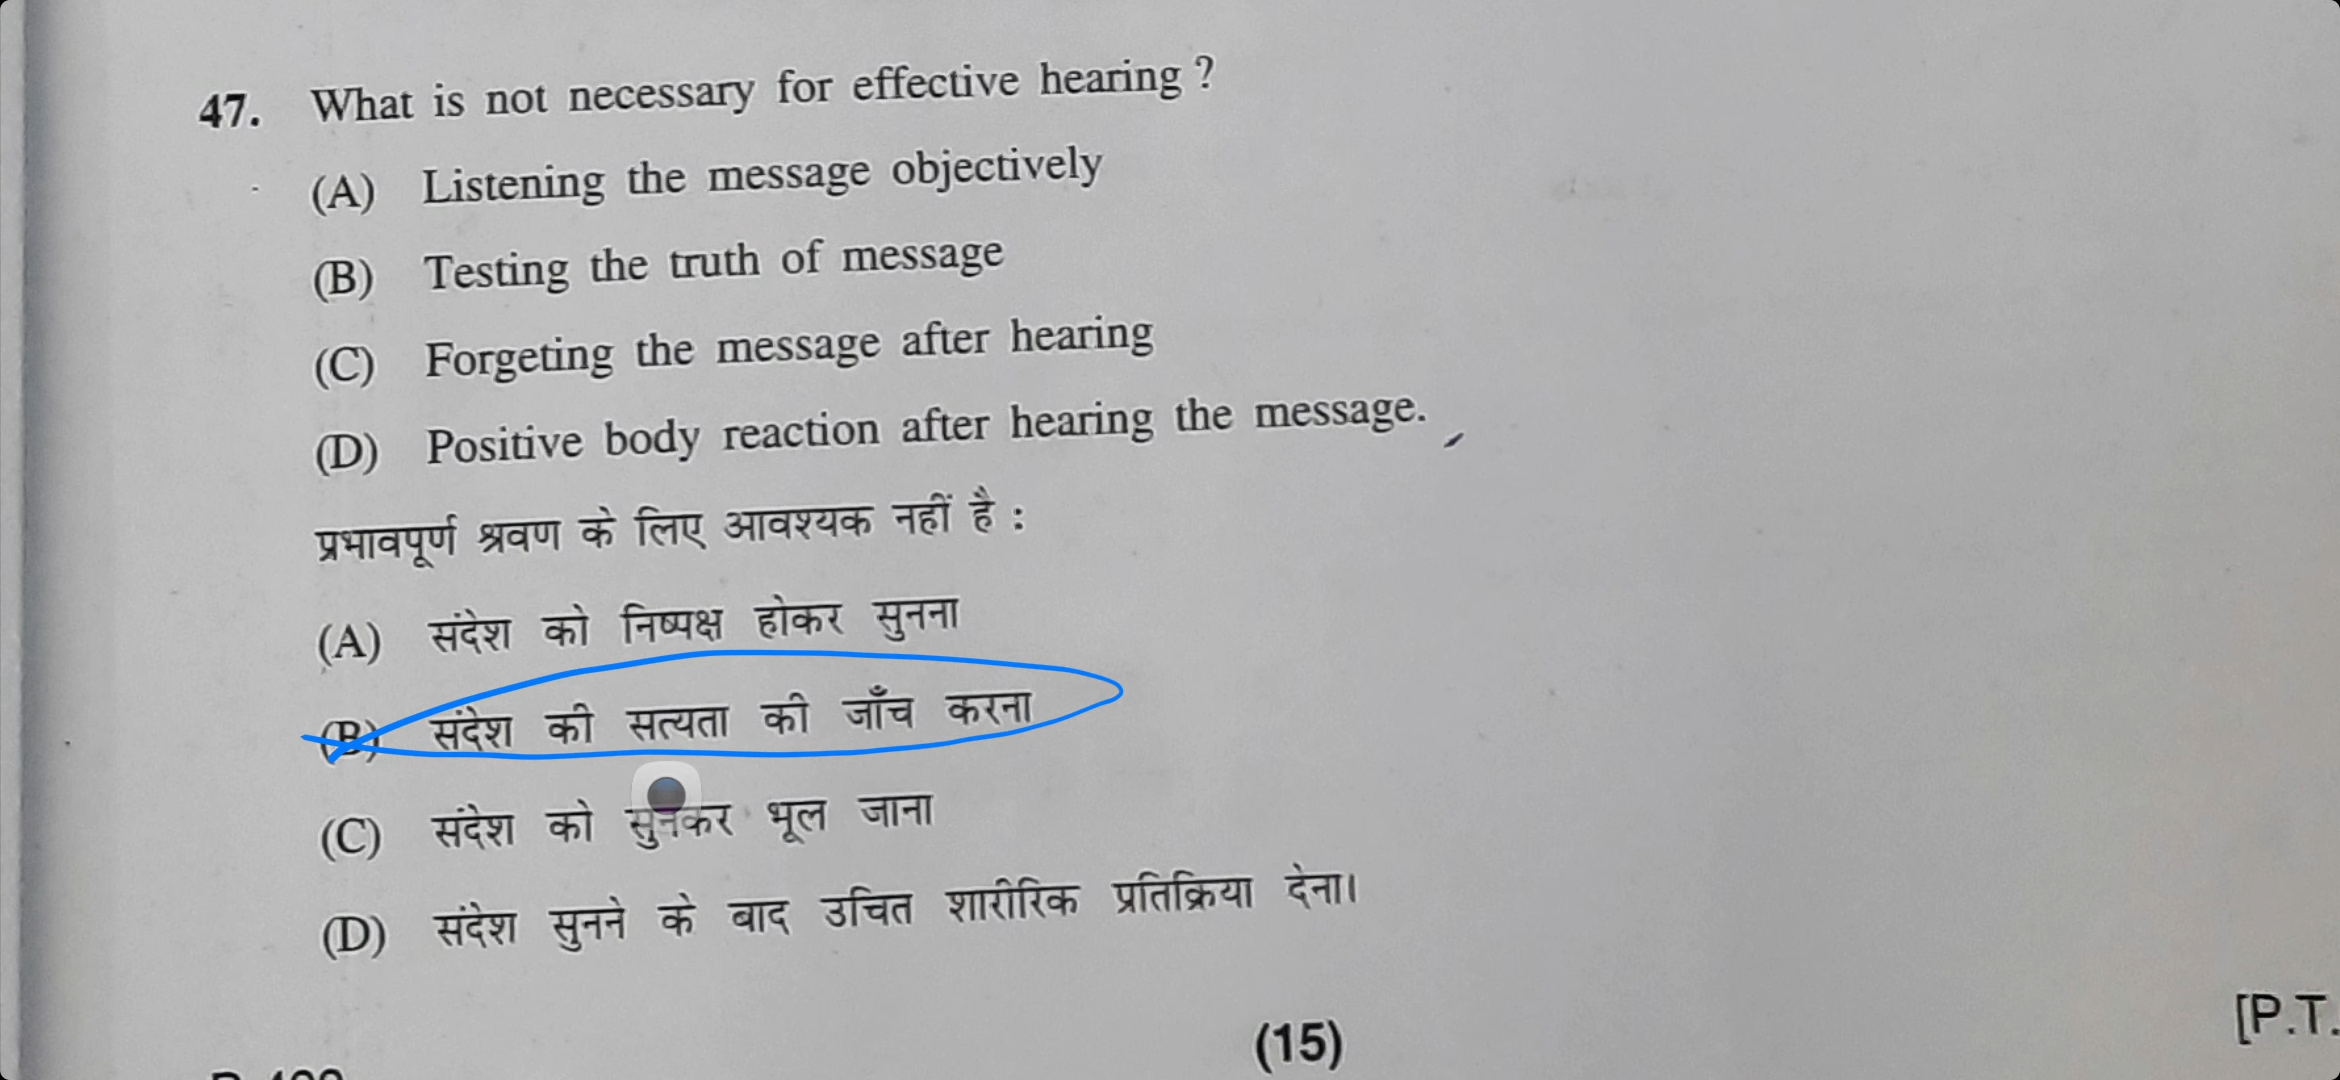 47. What is not necessary for effective hearing ?
(A) Listening the message objectively
(B) Testing the truth of message
(C) Forgeting the message after hearing
(D) Positive body reaction after hearing the message.
प्रभावपूर्ण श्रवण के लिए आवश्यक नहीं है :
(A) संदेश को निष्पक्ष होकर सुनना
(B) संदेश की सत्यता की जाँच करना
(C) संदेश को सुनकर भूल जाना
(D) संदेश सुनने के बाद उचित शारीरिक प्रतिक्रिया देना।
(15)
[P.T.